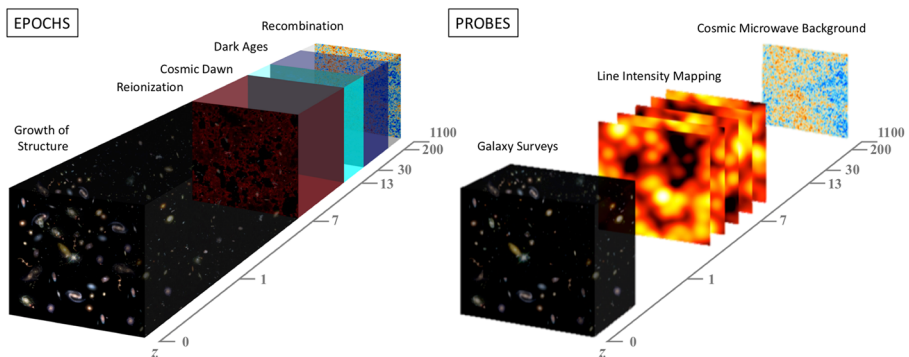 EPOCHS
Recombination
Dark Ages
Cosmic Dawn
Reionization
Growth of
Structure
1100
200
30
13
7
1
0
z
PROBES
Cosmic Microwave Background
Line Intensity Mapping
Galaxy Surveys
1100
200
30
13
7
1
0
z